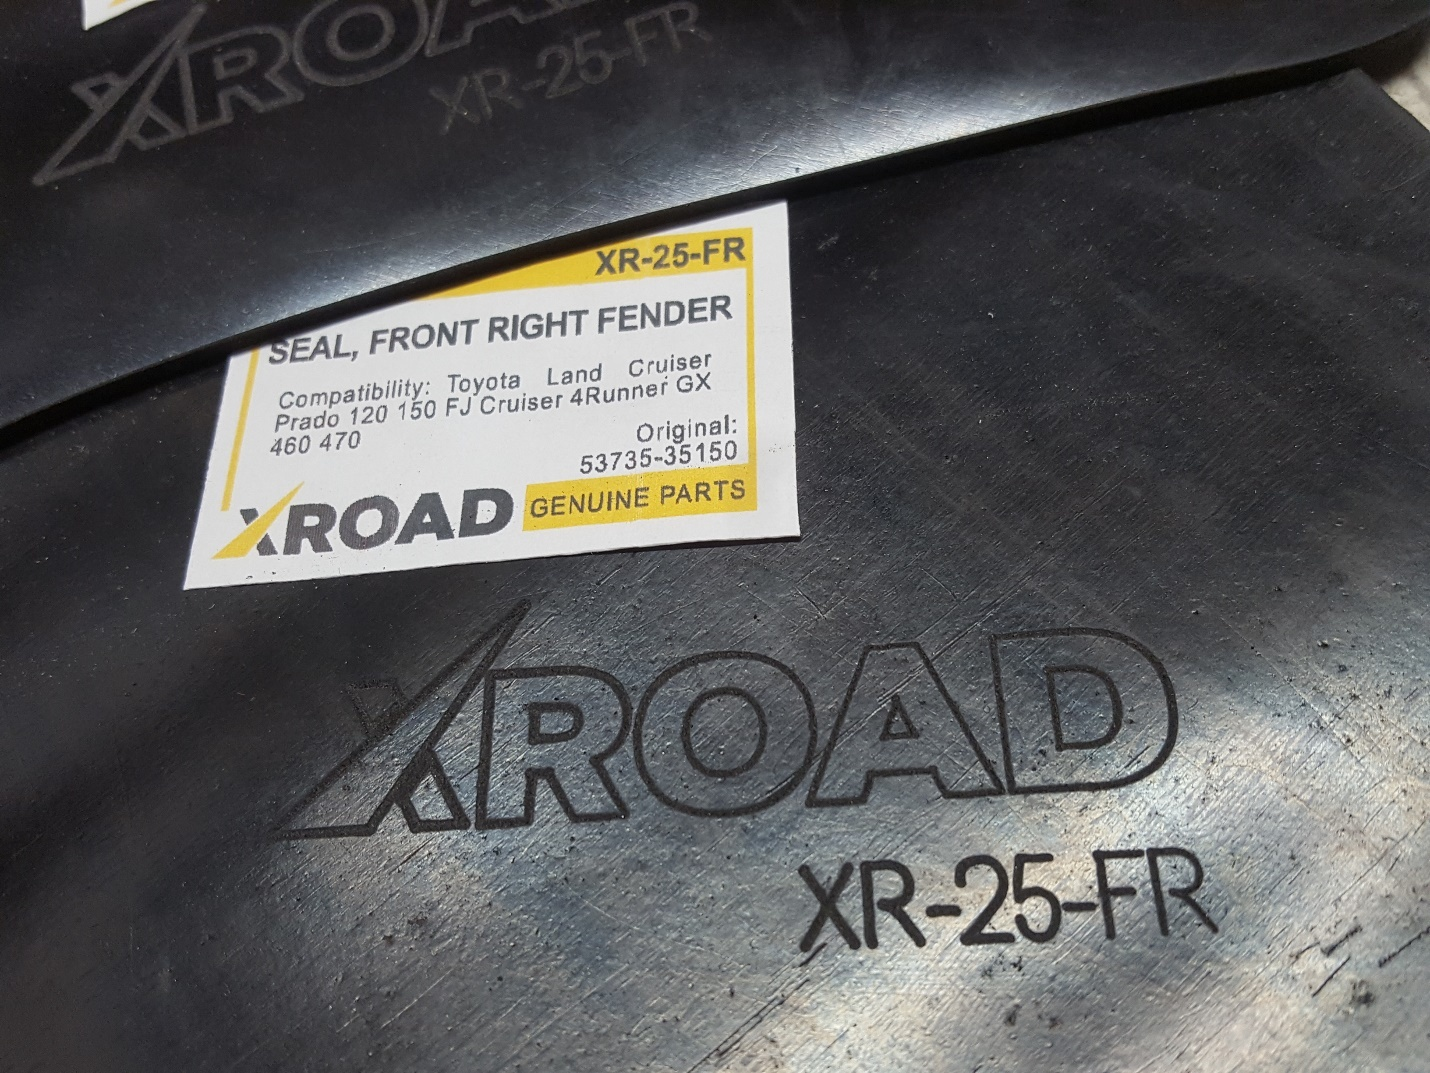 XROA
XR-25-FR
XR-25-FR
SEAL, FRONT RIGHT FENDER
Compatibility: Toyota Land Cruiser
Prado 120 150 FJ Cruiser 4Runner GX
460 470
Original:
53735-35150
XROAD GENUINE PARTS
XROAD
XR-25-FR